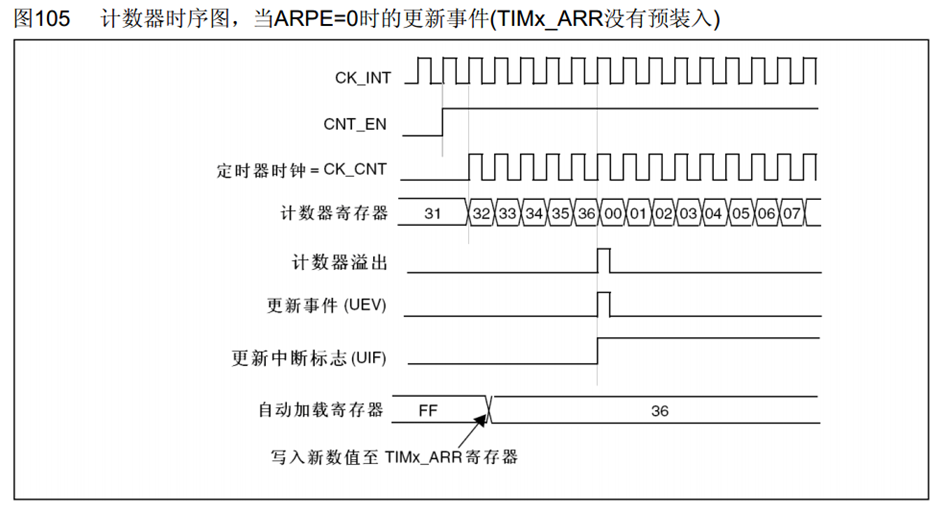 图105 计数器时序图，当ARPE=0时的更新事件(TIMx_ARR没有预装入)
CK_INT
CNT_EN
定时器时钟 = CK_CNT
计数器寄存器 31 32 33 34 35 36 00 01 02 03 04 05 06 07
计数器溢出
更新事件 (UEV)
更新中断标志 (UIF)
自动加载寄存器 FF 36
写入新数值至 TIMx_ARR 寄存器